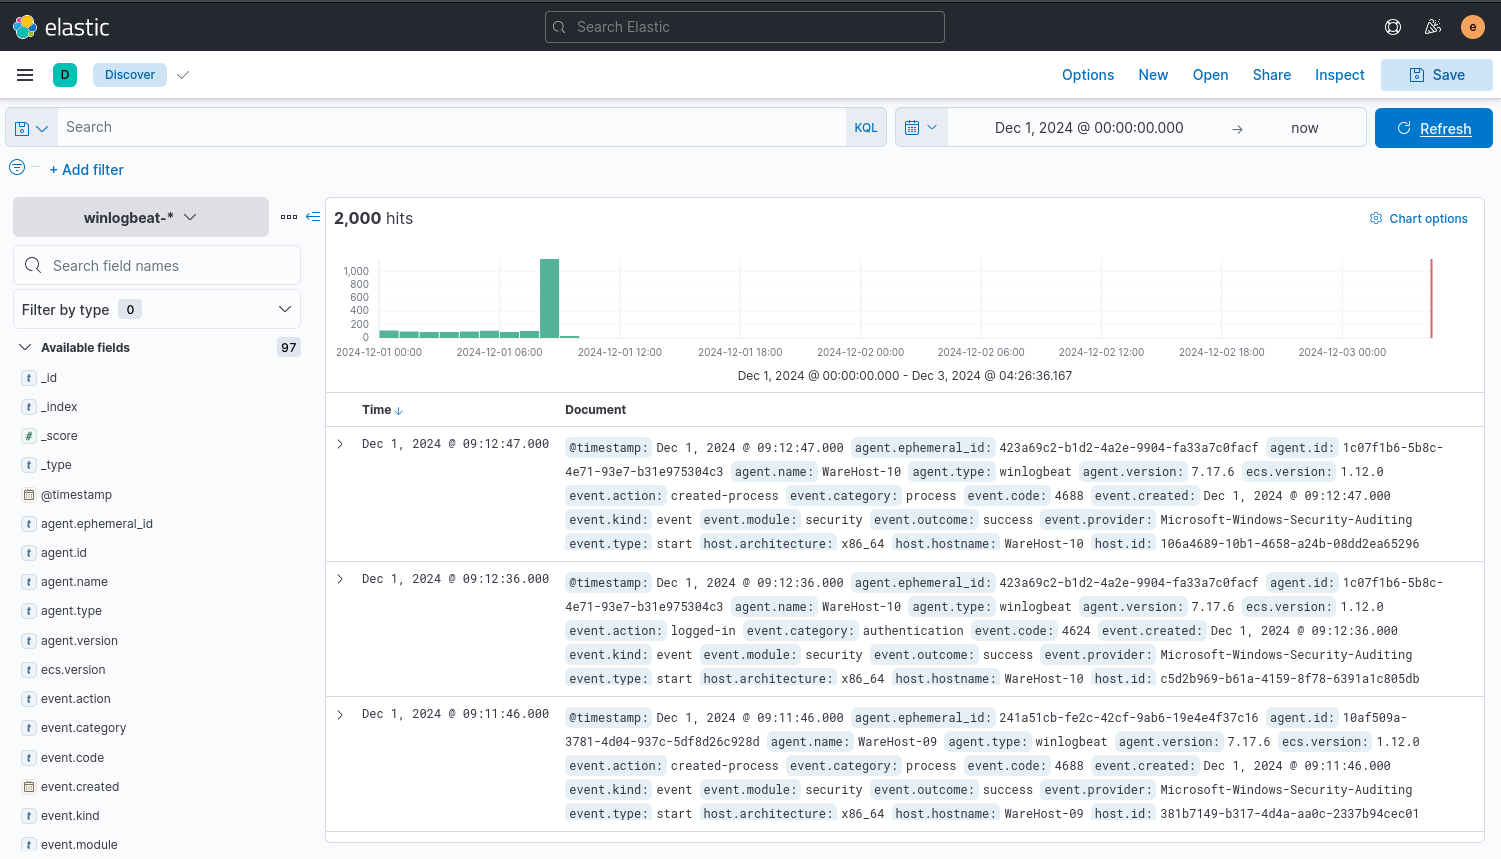 elastic
Search Elastic
e
D
Discover
Options
New
Open
Share
Inspect
Save
Search
KQL
Dec 1, 2024 @ 00:00:00.000
→
now
Refresh
+ Add filter
winlogbeat-*
Search field names
Filter by type 0
Available fields 97
t _id
t _index
# _score
t _type
@timestamp
t agent.ephemeral_id
t agent.id
t agent.name
t agent.type
t agent.version
t ecs.version
t event.action
t event.category
t event.code
event.created
t event.kind
t event.module
2,000 hits
Chart options
1,000
800
600
400
200
0
2024-12-01 00:00 2024-12-01 06:00 2024-12-01 12:00 2024-12-01 18:00 2024-12-02 00:00 2024-12-02 06:00 2024-12-02 12:00 2024-12-02 18:00 2024-12-03 00:00
Dec 1, 2024 @ 00:00:00.000 - Dec 3, 2024 @ 04:26:36.167
Time Document
Dec 1, 2024 @ 09:12:47.000
@timestamp: Dec 1, 2024 @ 09:12:47.000 agent.ephemeral_id: 423a69c2-b1d2-4a2e-9904-fa33a7c0facf agent.id: 1c07f1b6-5b8c-
4e71-93e7-b31e975304c3 agent.name: WareHost-10 agent.type: winlogbeat agent.version: 7.17.6 ecs.version: 1.12.0
event.action: created-process event.category: process event.code: 4688 event.created: Dec 1, 2024 @ 09:12:47.000
event.kind: event event.module: security event.outcome: success event.provider: Microsoft-Windows-Security-Auditing
event.type: start host.architecture: x86_64 host.hostname: WareHost-10 host.id: 106a4689-10b1-4658-a24b-08dd2ea65296
Dec 1, 2024 @ 09:12:36.000
@timestamp: Dec 1, 2024 @ 09:12:36.000 agent.ephemeral_id: 423a69c2-b1d2-4a2e-9904-fa33a7c0facf agent.id: 1c07f1b6-5b8c-
4e71-93e7-b31e975304c3 agent.name: WareHost-10 agent.type: winlogbeat agent.version: 7.17.6 ecs.version: 1.12.0
event.action: logged-in event.category: authentication event.code: 4624 event.created: Dec 1, 2024 @ 09:12:36.000
event.kind: event event.module: security event.outcome: success event.provider: Microsoft-Windows-Security-Auditing
event.type: start host.architecture: x86_64 host.hostname: WareHost-10 host.id: c5d2b969-b61a-4159-8f78-6391a1c805db
Dec 1, 2024 @ 09:11:46.000
@timestamp: Dec 1, 2024 @ 09:11:46.000 agent.ephemeral_id: 241a51cb-fe2c-42cf-9ab6-19e4e4f37c16 agent.id: 10af509a-
3781-4d04-937c-5df8d26c928d agent.name: WareHost-09 agent.type: winlogbeat agent.version: 7.17.6 ecs.version: 1.12.0
event.action: created-process event.category: process event.code: 4688 event.created: Dec 1, 2024 @ 09:11:46.000
event.kind: event event.module: security event.outcome: success event.provider: Microsoft-Windows-Security-Auditing
event.type: start host.architecture: x86_64 host.hostname: WareHost-09 host.id: 381b7149-b317-4d4a-aa0c-2337b94cec01